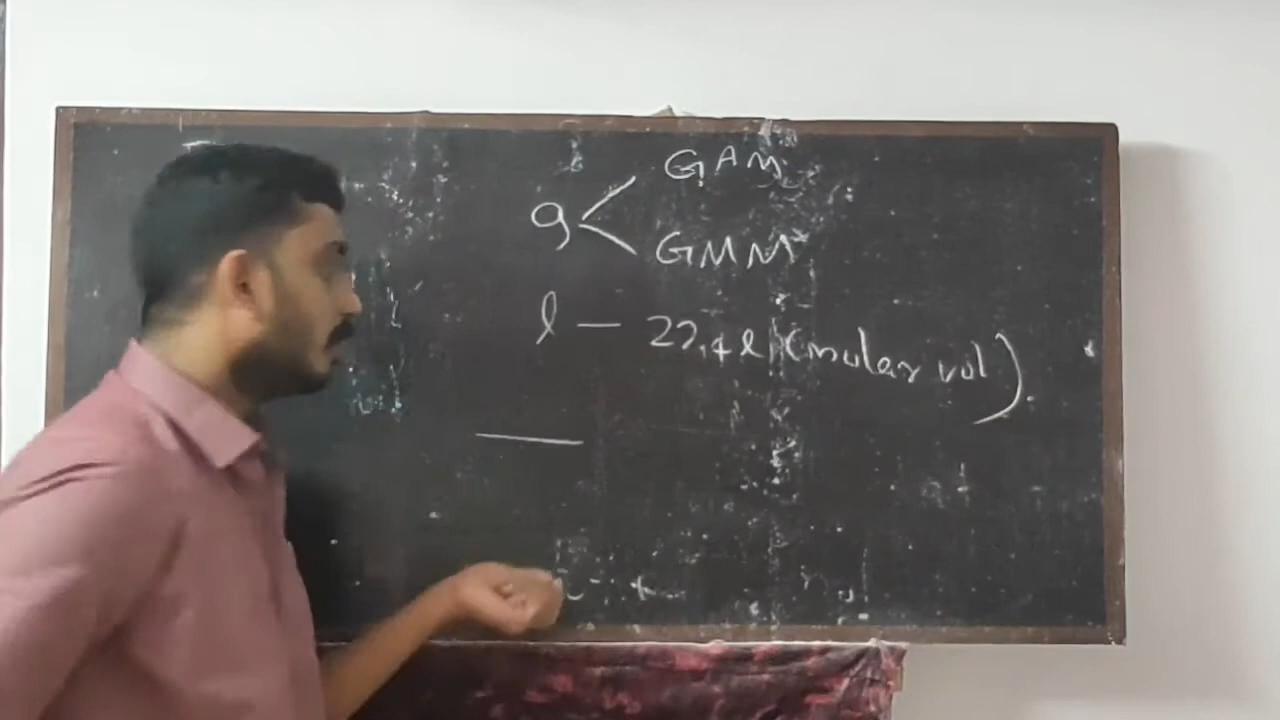 GAM
g <
GMM
l — 22.4 l (molar vol).